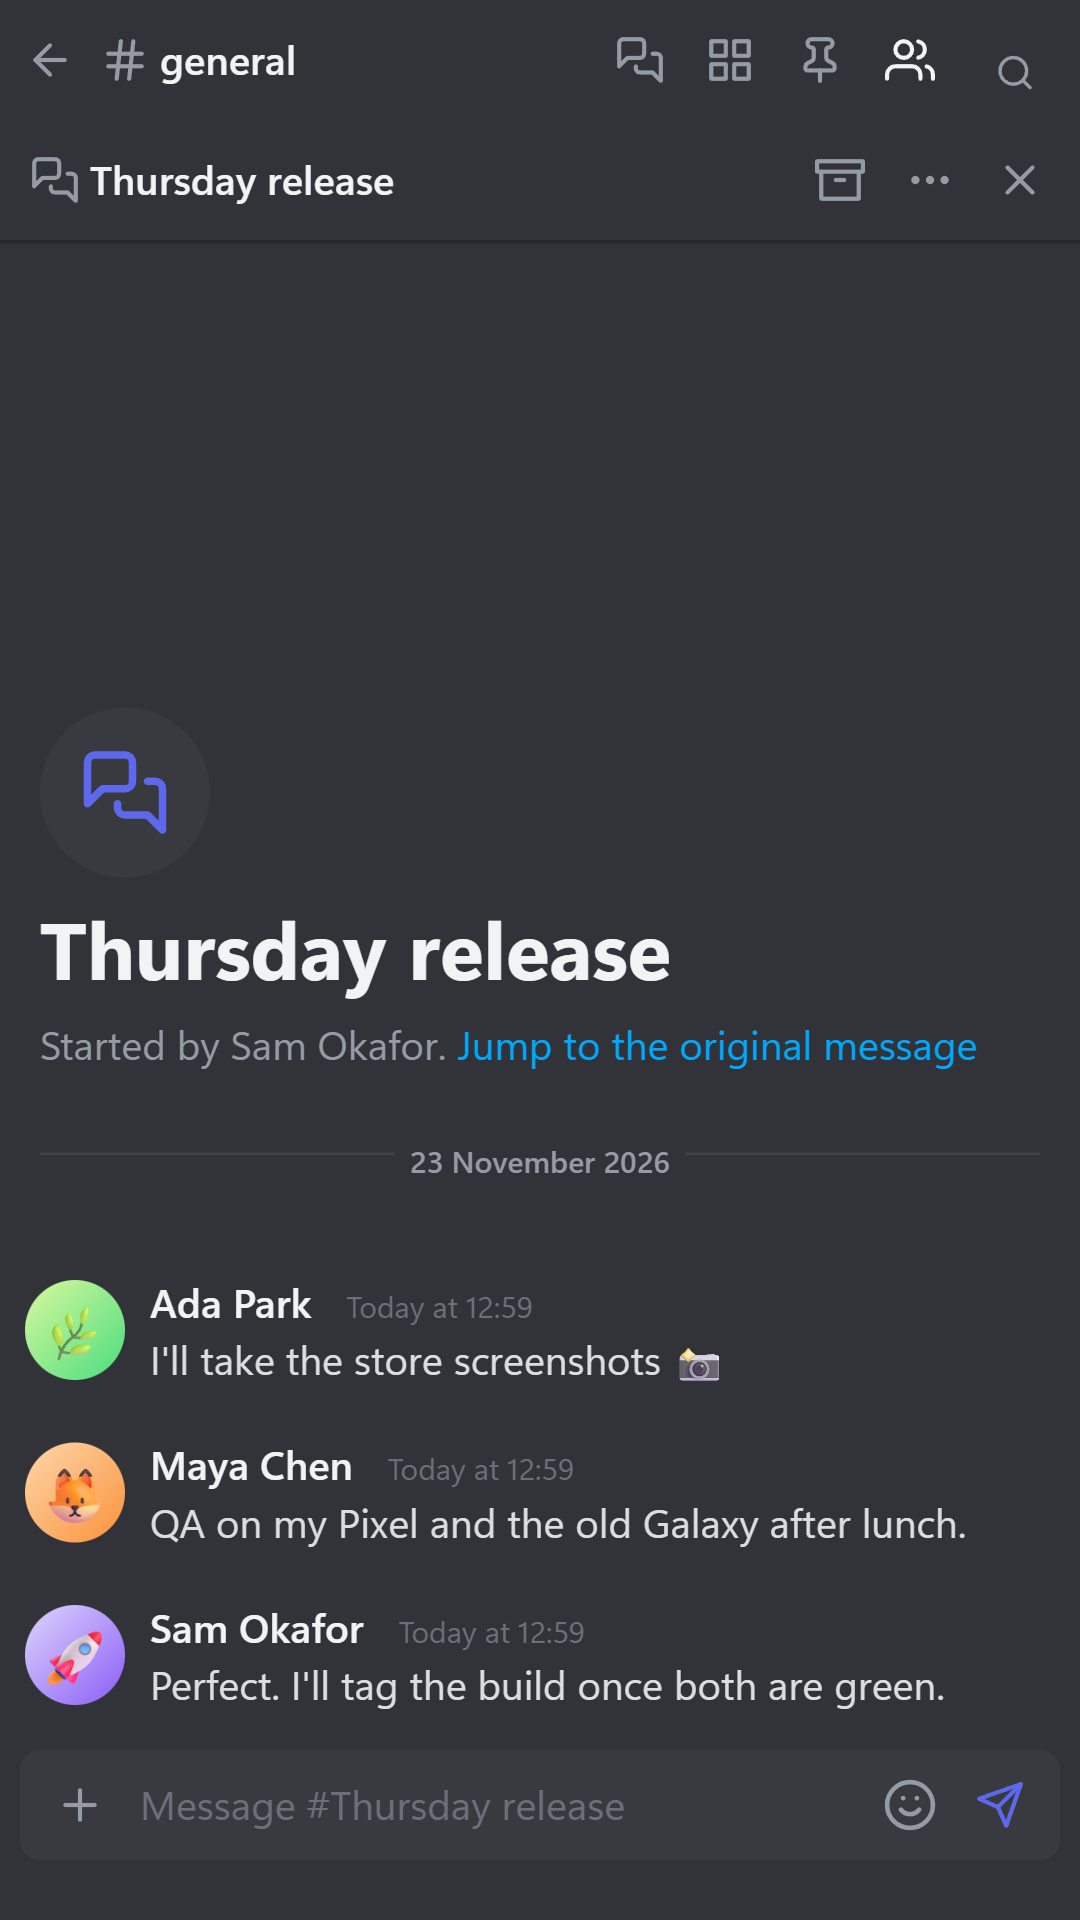 # general
Thursday release
Thursday release
Started by Sam Okafor. Jump to the original message
23 November 2026
Ada Park Today at 12:59
I'll take the store screenshots 📸
Maya Chen Today at 12:59
QA on my Pixel and the old Galaxy after lunch.
Sam Okafor Today at 12:59
Perfect. I'll tag the build once both are green.
Message #Thursday release